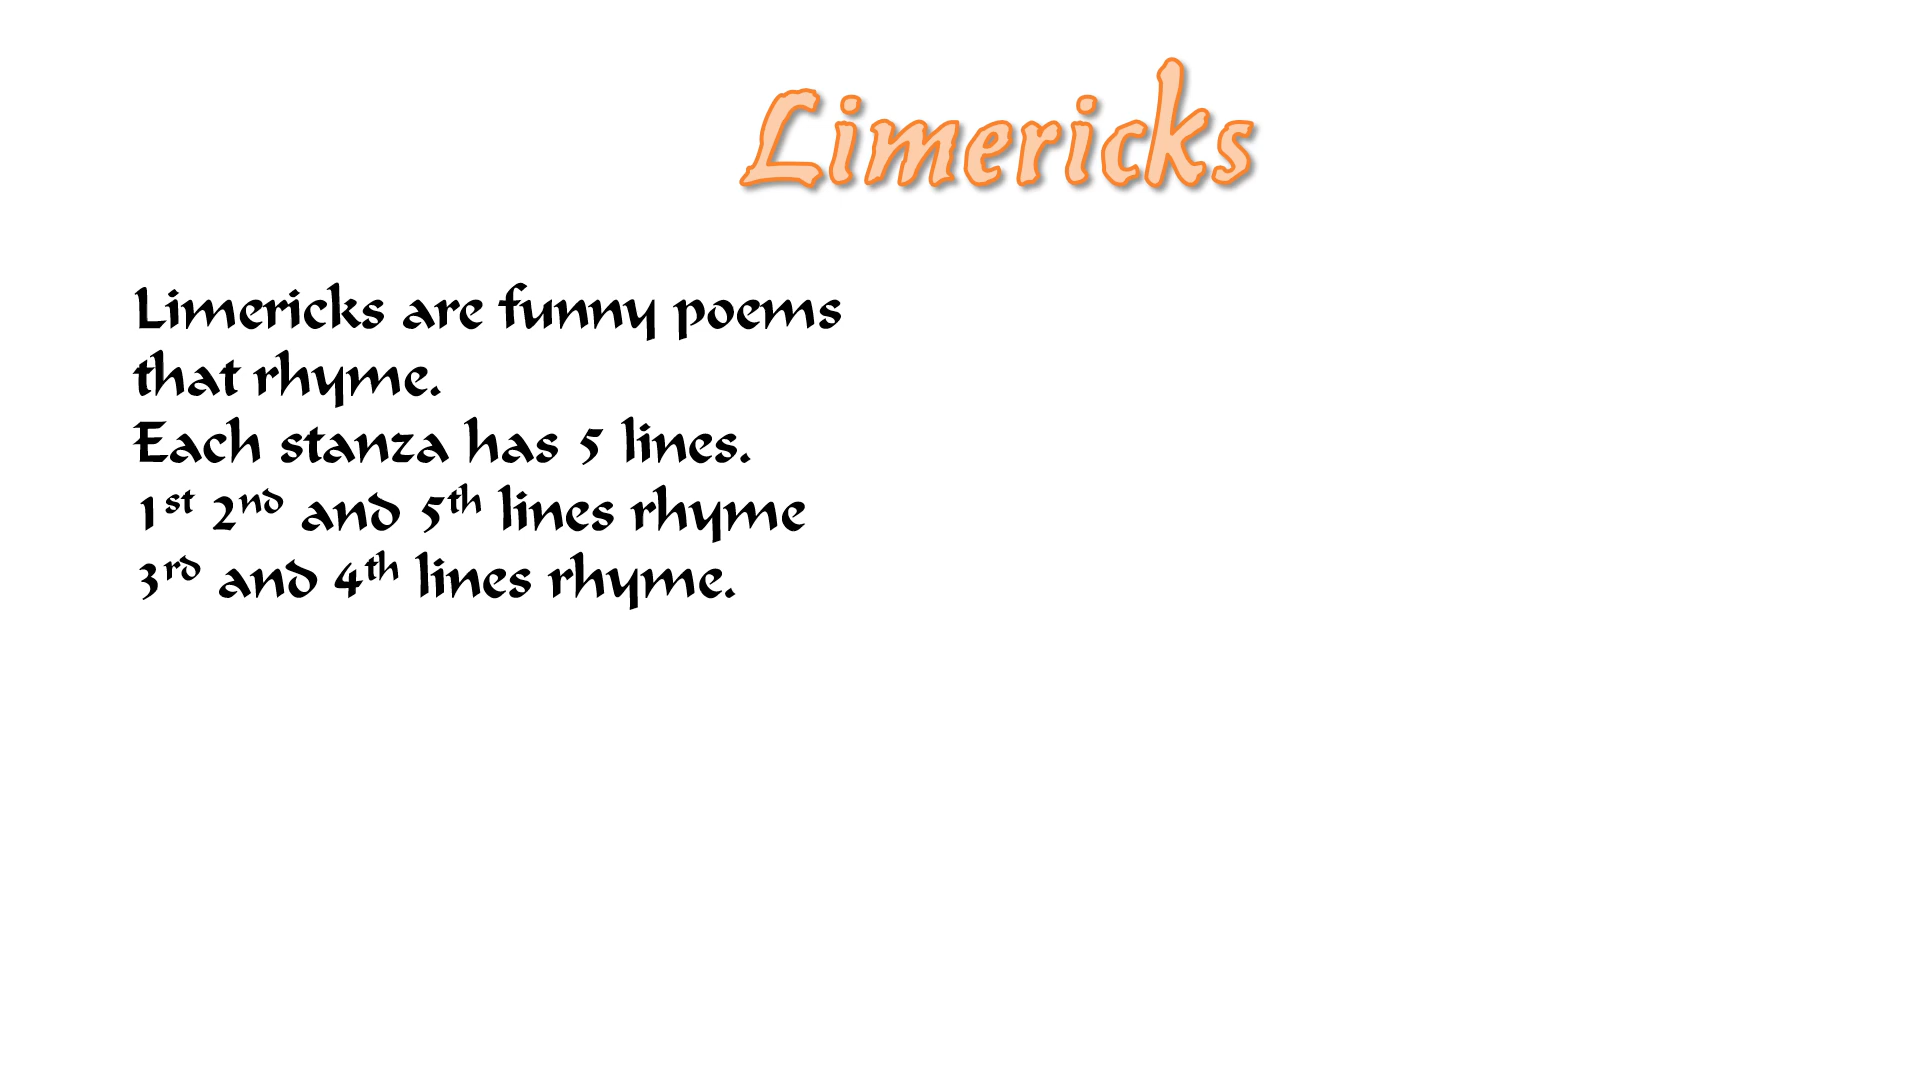 Limericks
Limericks are funny poems
that rhyme.
Each stanza has 5 lines.
1st 2nd and 5th lines rhyme
3rd and 4th lines rhyme.